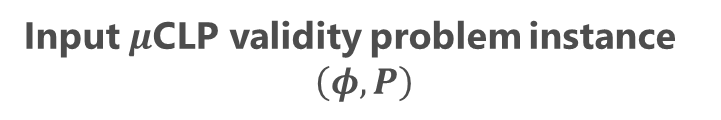 Input 𝜇CLP validity problem instance
(𝝓, 𝑷)